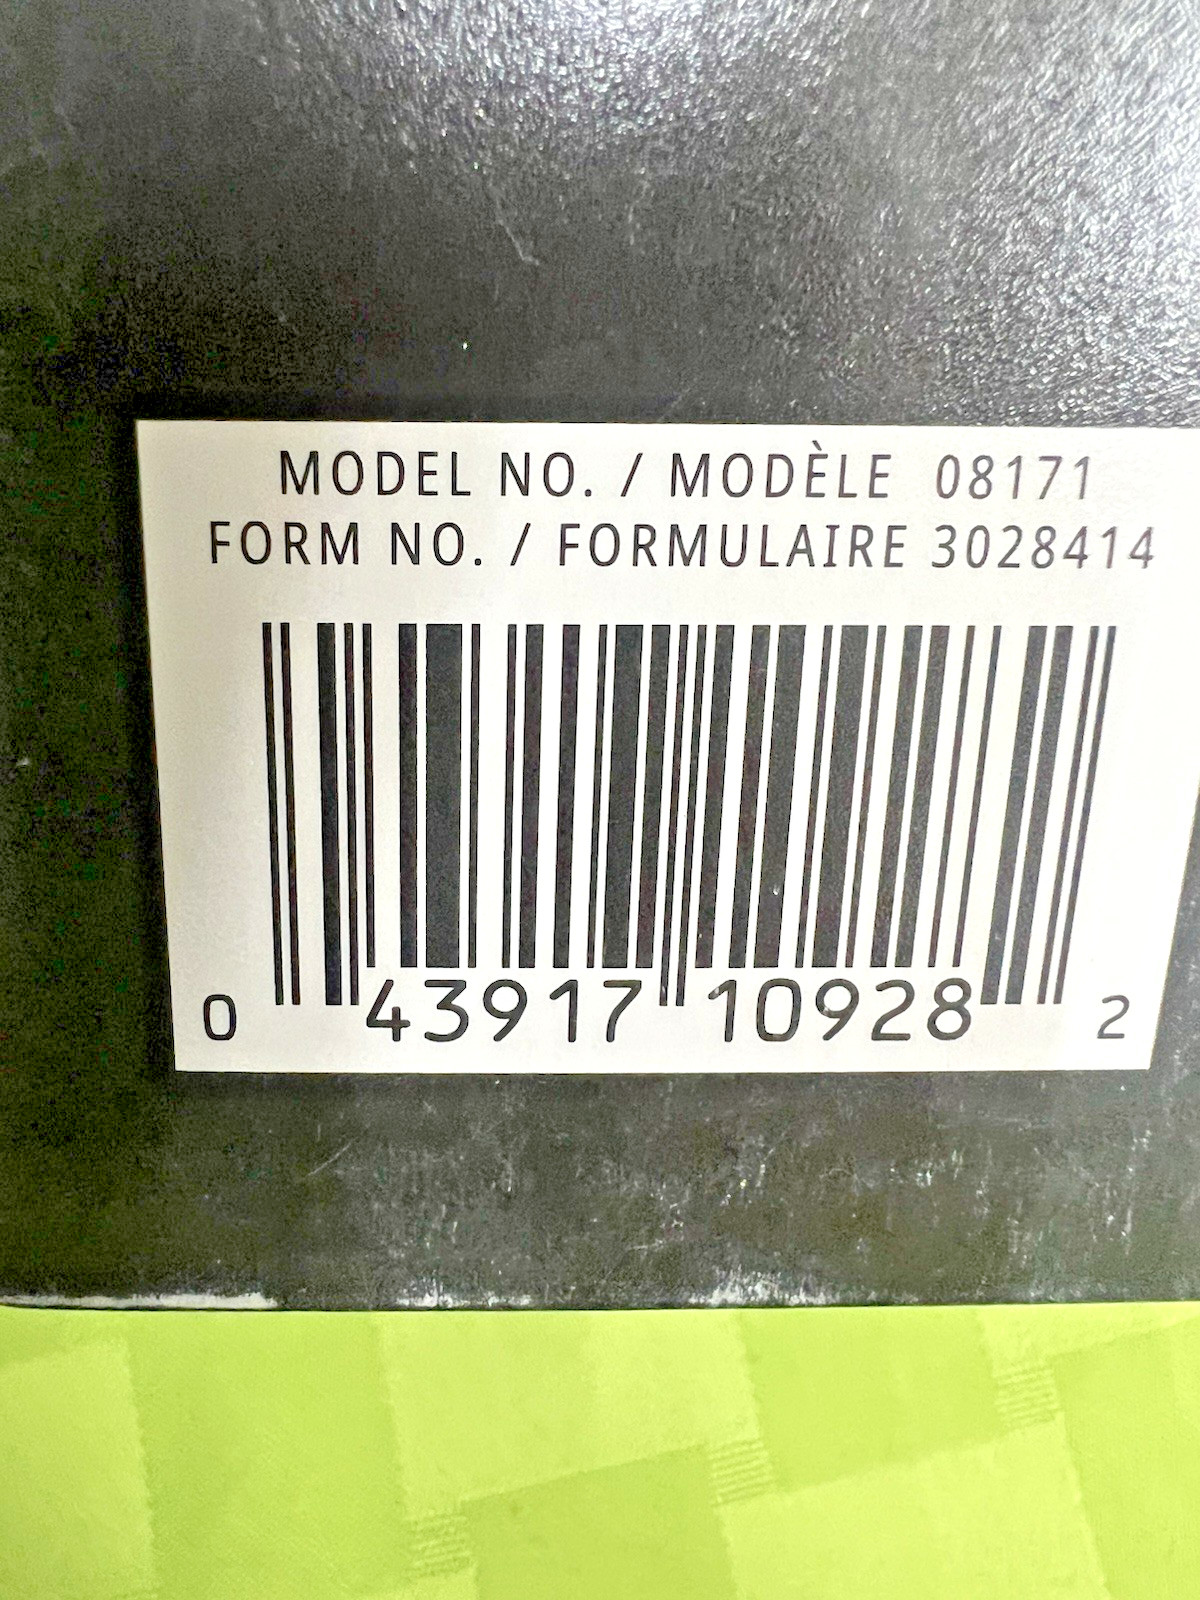 MODEL NO. / MODÈLE 08171
FORM NO. / FORMULAIRE 3028414
0 43917 10928 2